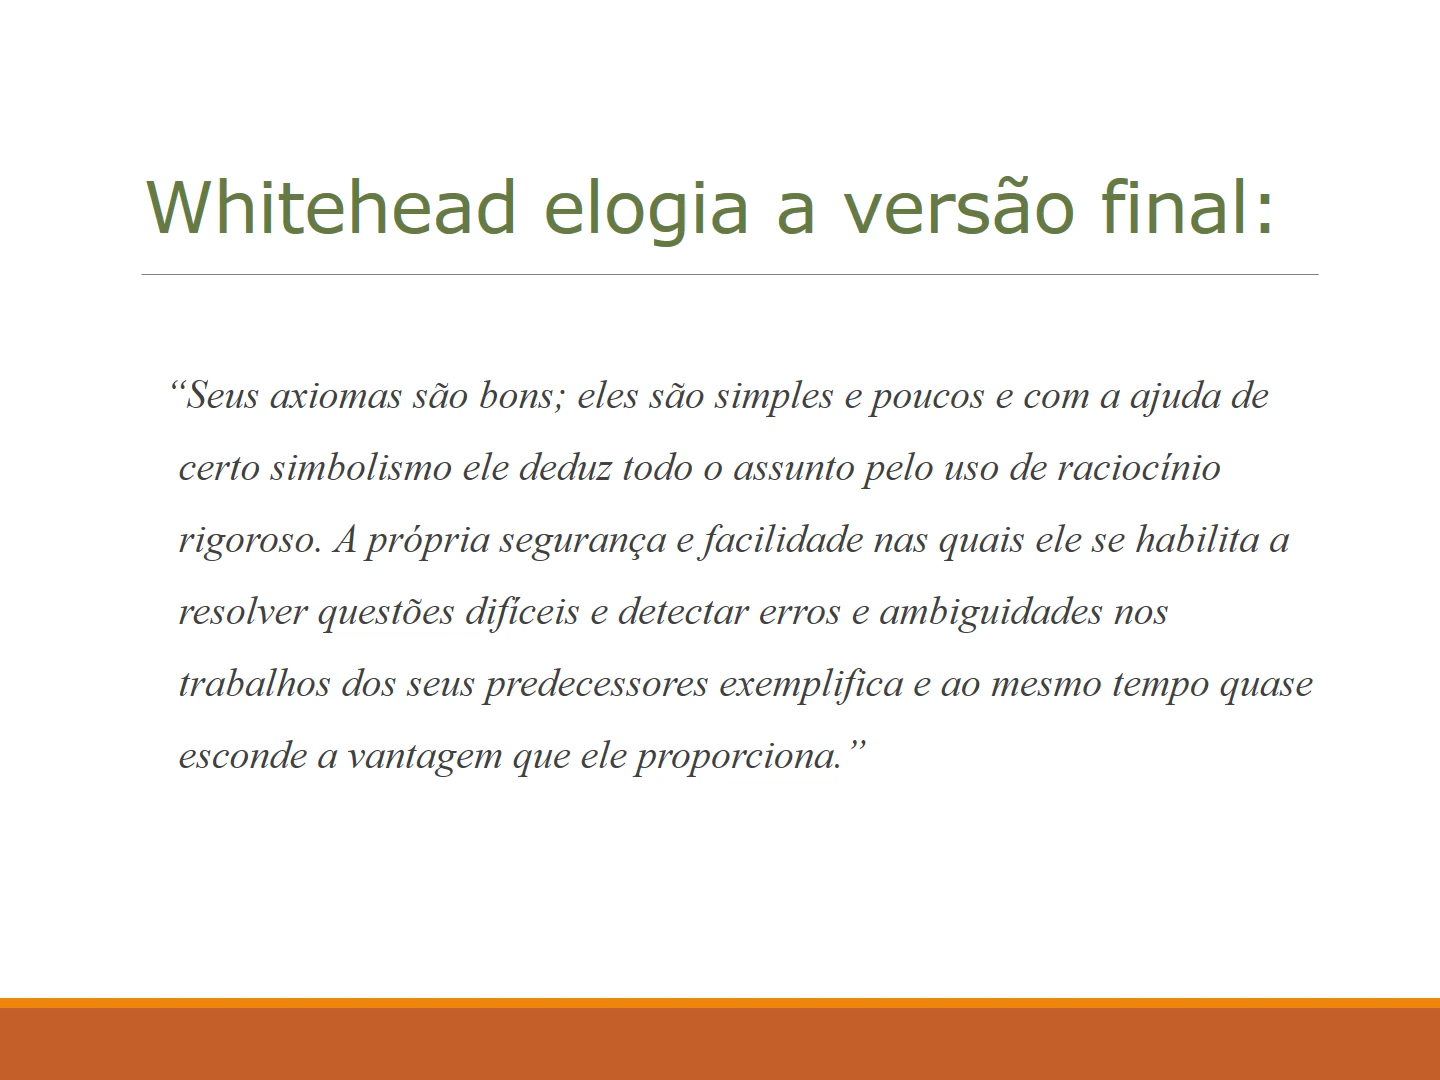 Whitehead elogia a versão final:
“Seus axiomas são bons; eles são simples e poucos e com a ajuda de
certo simbolismo ele deduz todo o assunto pelo uso de raciocínio
rigoroso. A própria segurança e facilidade nas quais ele se habilita a
resolver questões difíceis e detectar erros e ambiguidades nos
trabalhos dos seus predecessores exemplifica e ao mesmo tempo quase
esconde a vantagem que ele proporciona.”